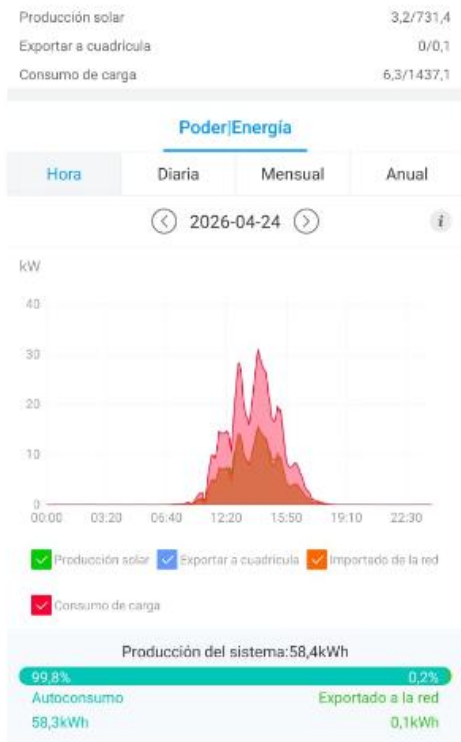 Producción solar 3,2/731,4
Exportar a cuadrícula 0/0,1
Consumo de carga 6,3/1437,1
Poder|Energía
Hora Diaria Mensual Anual
2026-04-24 i
kW
40
30
20
10
0
00:00 03:20 06:40 12:20 15:50 19:10 22:30
Producción solar Exportar a cuadrícula Importado de la red
Consumo de carga
Producción del sistema:58,4kWh
99,8% 0,2%
Autoconsumo Exportado a la red
58,3kWh 0,1kWh